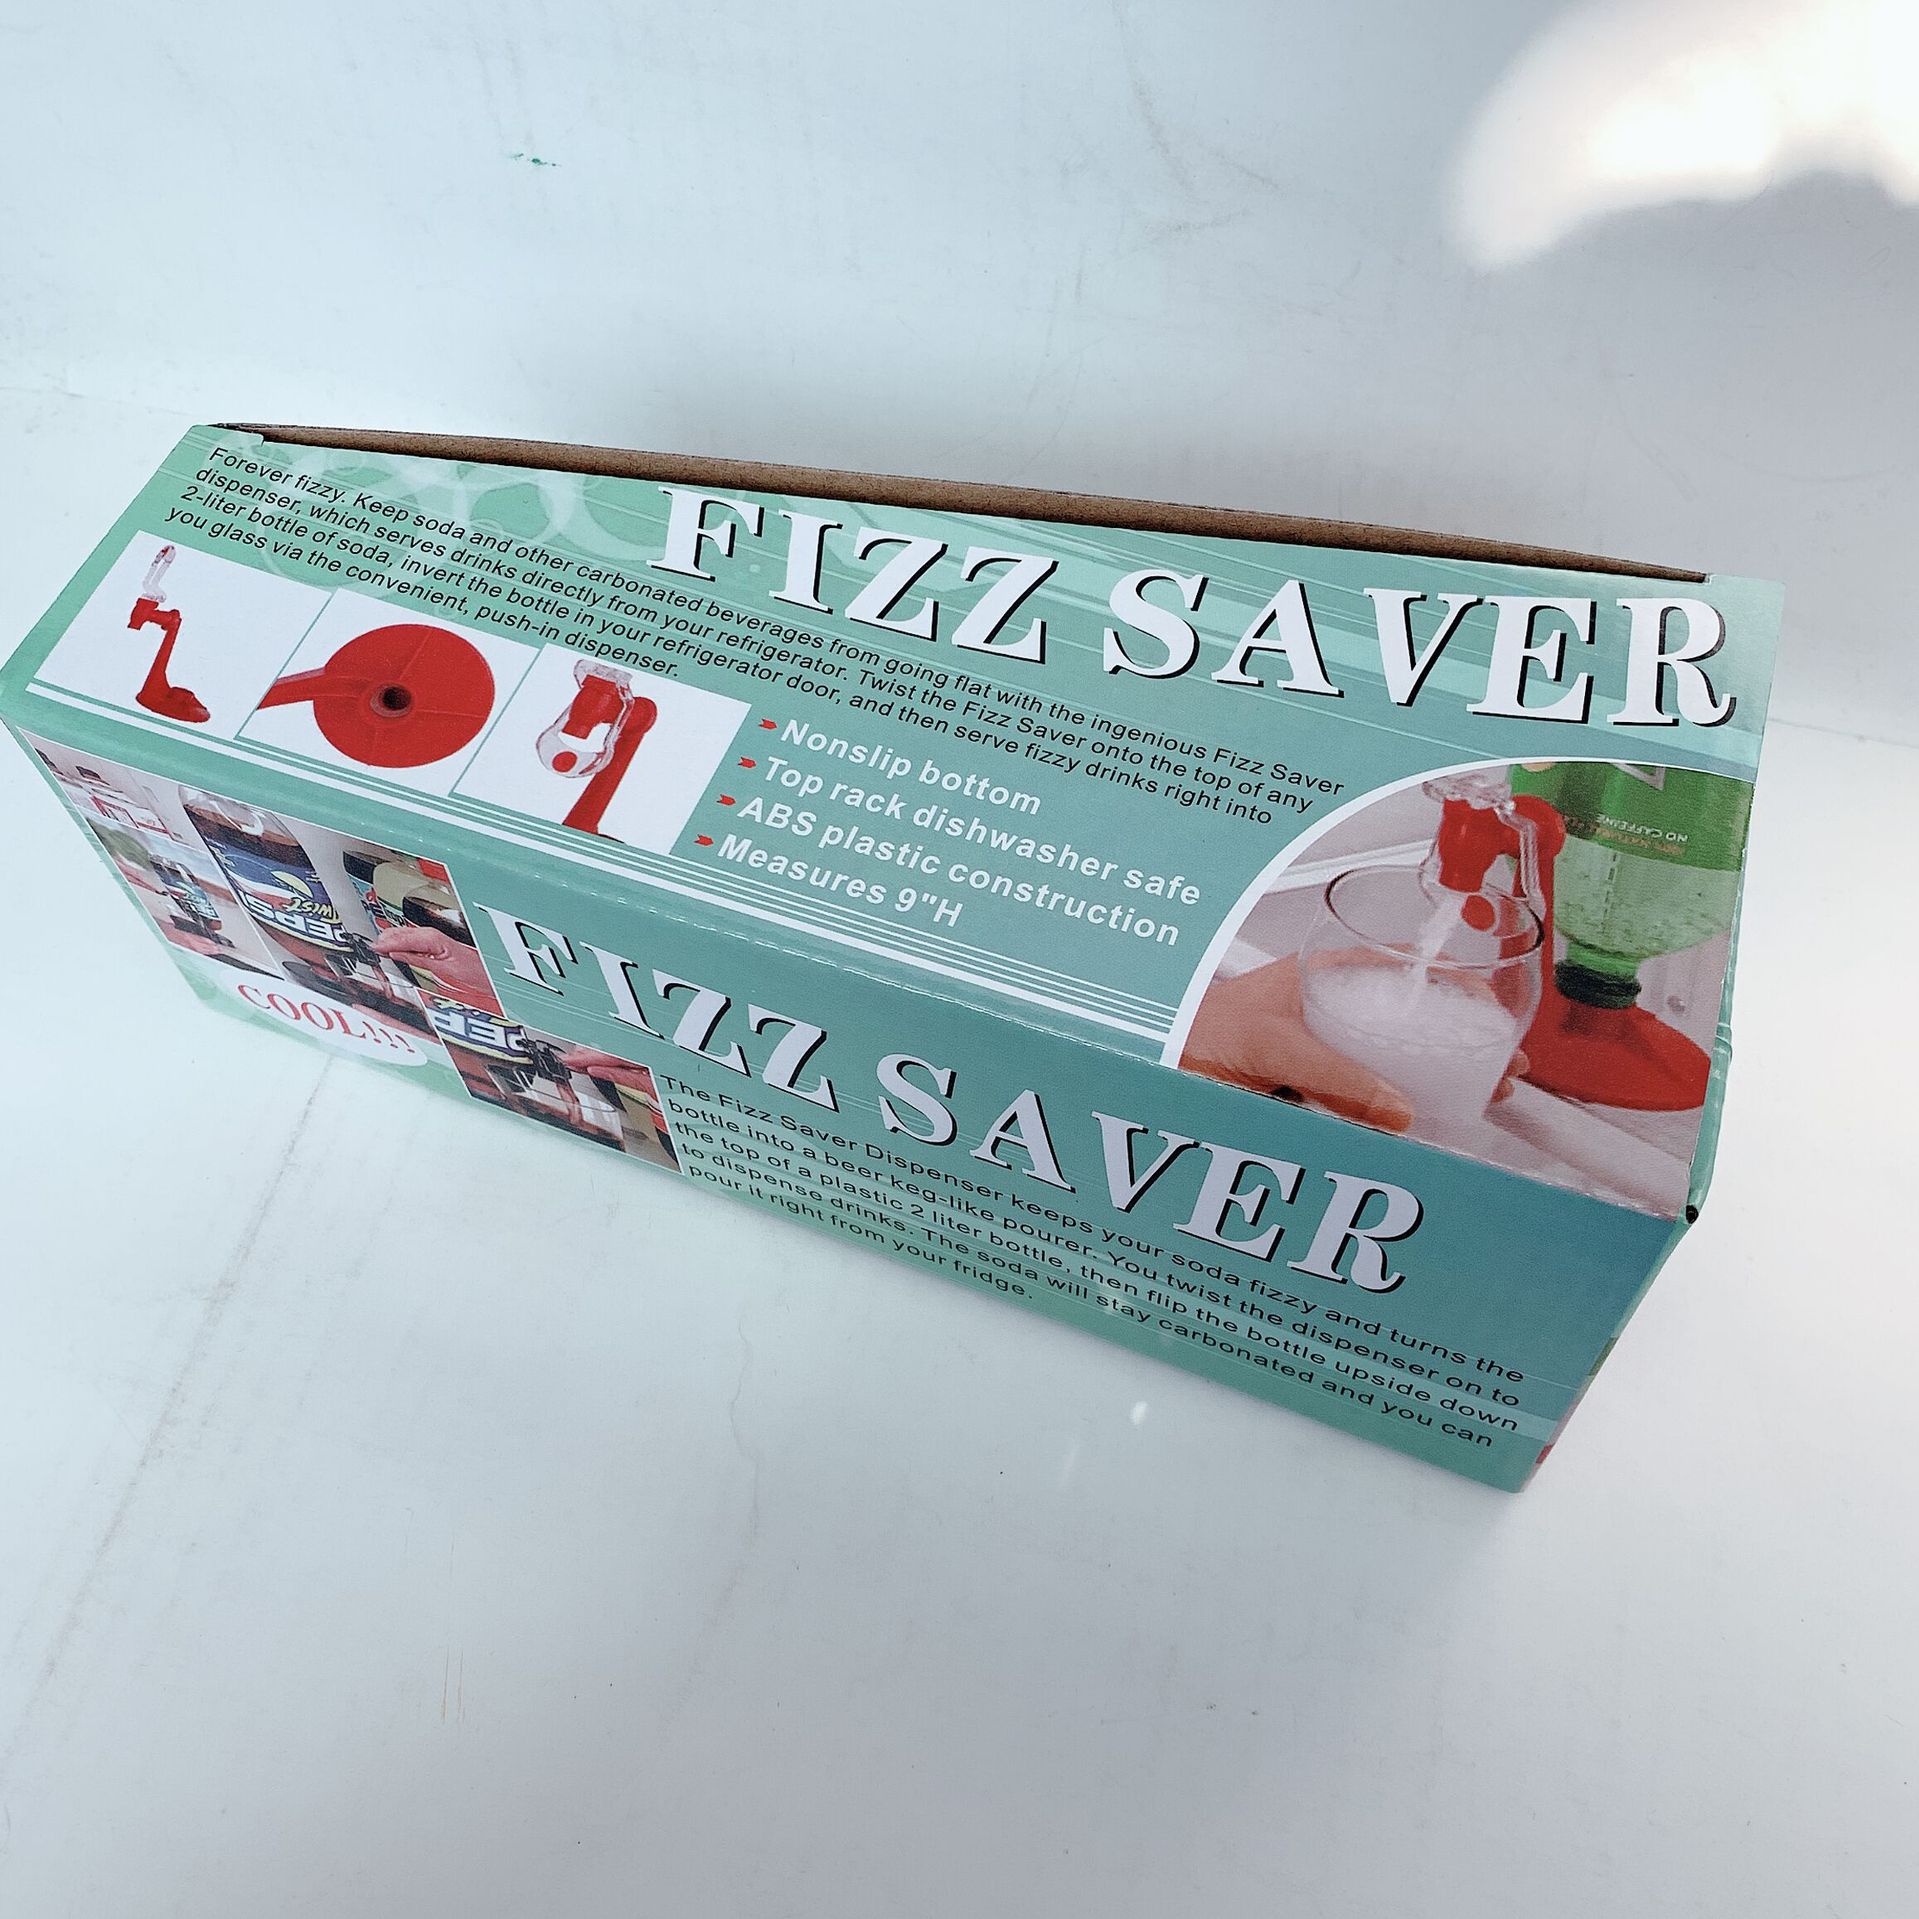 FIZZ SAVER
Forever fizzy. Keep soda and other carbonated beverages from going flat with the ingenious Fizz Saver
dispenser, which serves drinks directly from your refrigerator. Twist the Fizz Saver onto the top of any
2-liter bottle of soda, invert the bottle in your refrigerator door, and then serve fizzy drinks right into
you glass via the convenient, push-in dispenser.
Nonslip bottom
Top rack dishwasher safe
ABS plastic construction
Measures 9"H
NO CAFFEINE
FIZZ SAVER
TWIST
COOL!!!
The Fizz Saver Dispenser keeps your soda fizzy and turns the
bottle into a beer keg-like pourer. You twist the dispenser on to
the top of a plastic 2 liter bottle, then flip the bottle upside down
to dispense drinks. The soda will stay carbonated and you can
pour it right from your fridge.